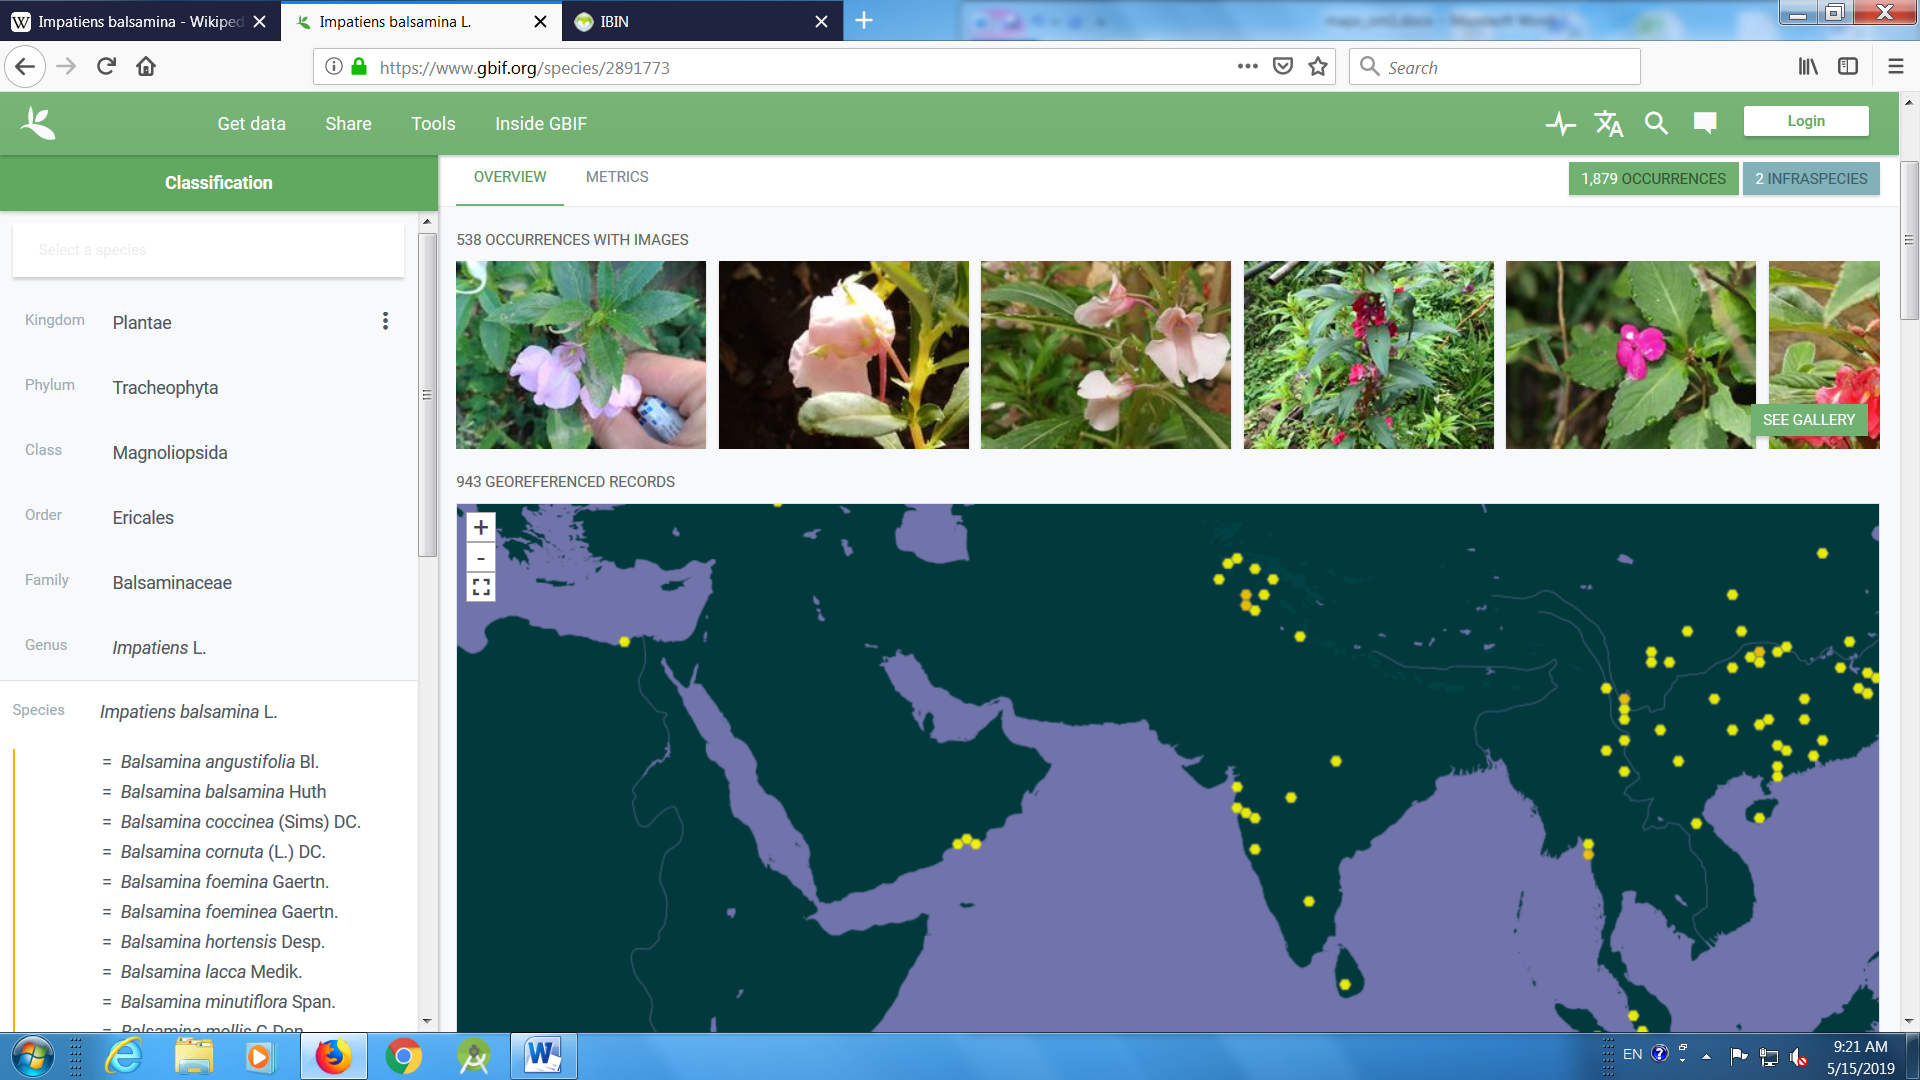 Impatiens balsamina - Wikiped
Impatiens balsamina L.
IBIN
https://www.gbif.org/species/2891773
Search
Get data
Share
Tools
Inside GBIF
Login
Classification
OVERVIEW
METRICS
1,879 OCCURRENCES
2 INFRASPECIES
Select a species
Kingdom Plantae
Phylum Tracheophyta
Class Magnoliopsida
Order Ericales
Family Balsaminaceae
Genus Impatiens L.
Species Impatiens balsamina L.
= Balsamina angustifolia Bl.
= Balsamina balsamina Huth
= Balsamina coccinea (Sims) DC.
= Balsamina cornuta (L.) DC.
= Balsamina foemina Gaertn.
= Balsamina foeminea Gaertn.
= Balsamina hortensis Desp.
= Balsamina lacca Medik.
= Balsamina minutiflora Span.
= Balsamina mollis G.Don
538 OCCURRENCES WITH IMAGES
SEE GALLERY
943 GEOREFERENCED RECORDS
+
-
EN
9:21 AM
5/15/2019